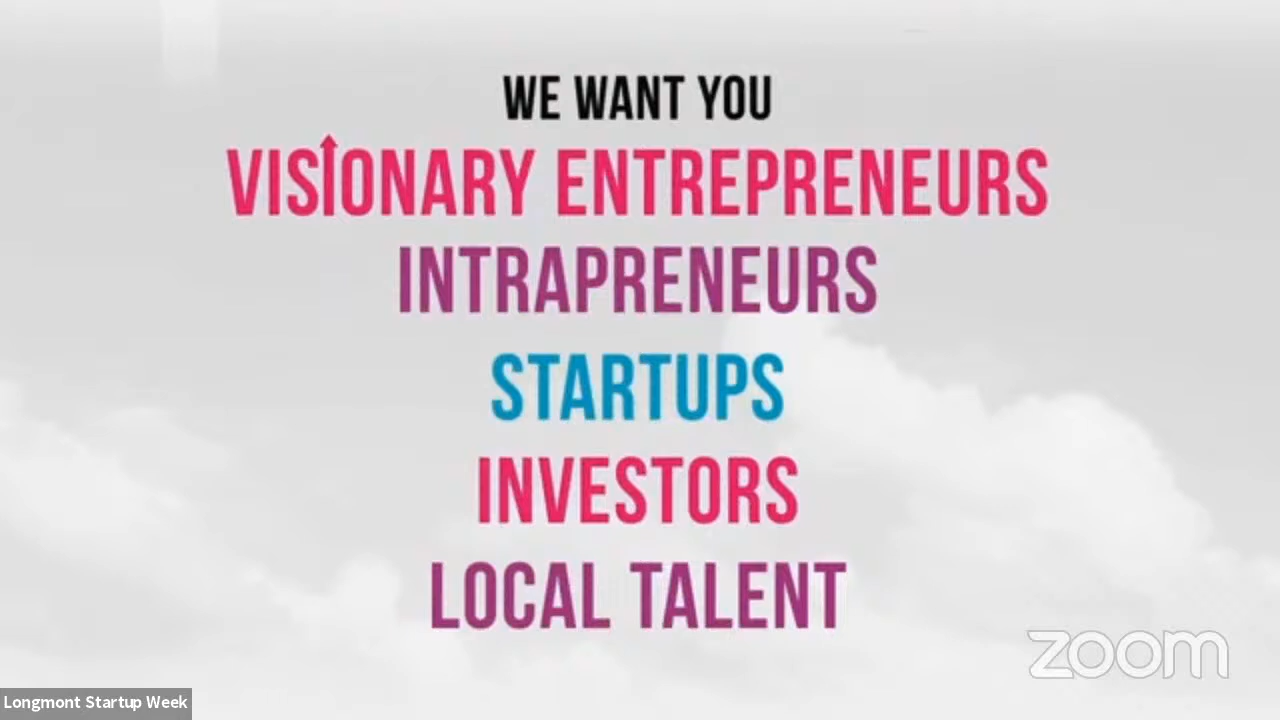 WE WANT YOU
VISIONARY ENTREPRENEURS
INTRAPRENEURS
STARTUPS
INVESTORS
LOCAL TALENT
zoom
Longmont Startup Week